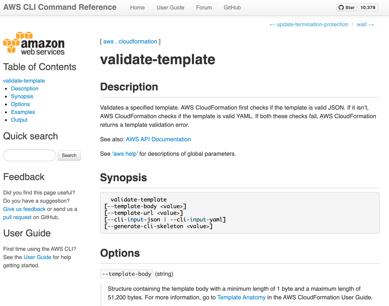 AWS CLI Command Reference
Home
User Guide
Forum
GitHub
Star
10,378
← update-termination-protection / wait →
amazon
web services
Table of Contents
validate-template
Description
Synopsis
Options
Examples
Output
Quick search
Search
Feedback
Did you find this page useful?
Do you have a suggestion?
Give us feedback or send us a
pull request on GitHub.
User Guide
First time using the AWS CLI?
See the User Guide for help
getting started.
[ aws . cloudformation ]
validate-template
Description
Validates a specified template. AWS CloudFormation first checks if the template is valid JSON. If it isn't,
AWS CloudFormation checks if the template is valid YAML. If both these checks fail, AWS CloudFormation
returns a template validation error.
See also: AWS API Documentation
See 'aws help' for descriptions of global parameters.
Synopsis
validate-template
[--template-body <value>]
[--template-url <value>]
[--cli-input-json | --cli-input-yaml]
[--generate-cli-skeleton <value>]
Options
--template-body (string)
Structure containing the template body with a minimum length of 1 byte and a maximum length of
51,200 bytes. For more information, go to Template Anatomy in the AWS CloudFormation User Guide.